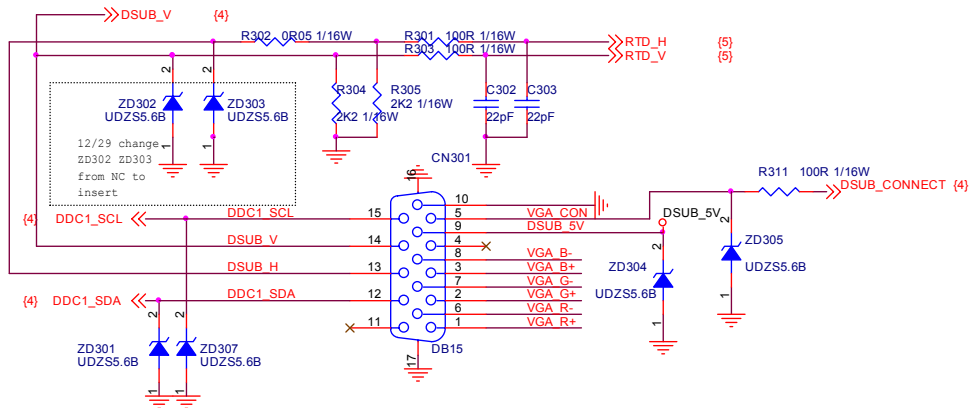 DSUB_V {4}
R302 0R05 1/16W
R301 100R 1/16W
R303 100R 1/16W
RTD_H {5}
RTD_V {5}
2
2
ZD302
UDZS5.6B
ZD303
UDZS5.6B
1
1
12/29 change
ZD302 ZD303
from NC to
insert
R304
2K2 1/16W
R305
2K2 1/16W
C302
22pF
C303
22pF
CN301
16
R311 100R 1/16W
DSUB_CONNECT {4}
{4} DDC1_SCL
DDC1_SCL 15
DSUB_V 14
DSUB_H 13
{4} DDC1_SDA
DDC1_SDA 12
11
10
5 VGA_CON
9 DSUB_5V
4
8 VGA_B-
3 VGA_B+
7 VGA_G-
2 VGA_G+
6 VGA_R-
1 VGA_R+
DSUB_5V
2
ZD304
UDZS5.6B
1
2
ZD305
UDZS5.6B
1
2
2
ZD301
UDZS5.6B
ZD307
UDZS5.6B
1
1
DB15
17